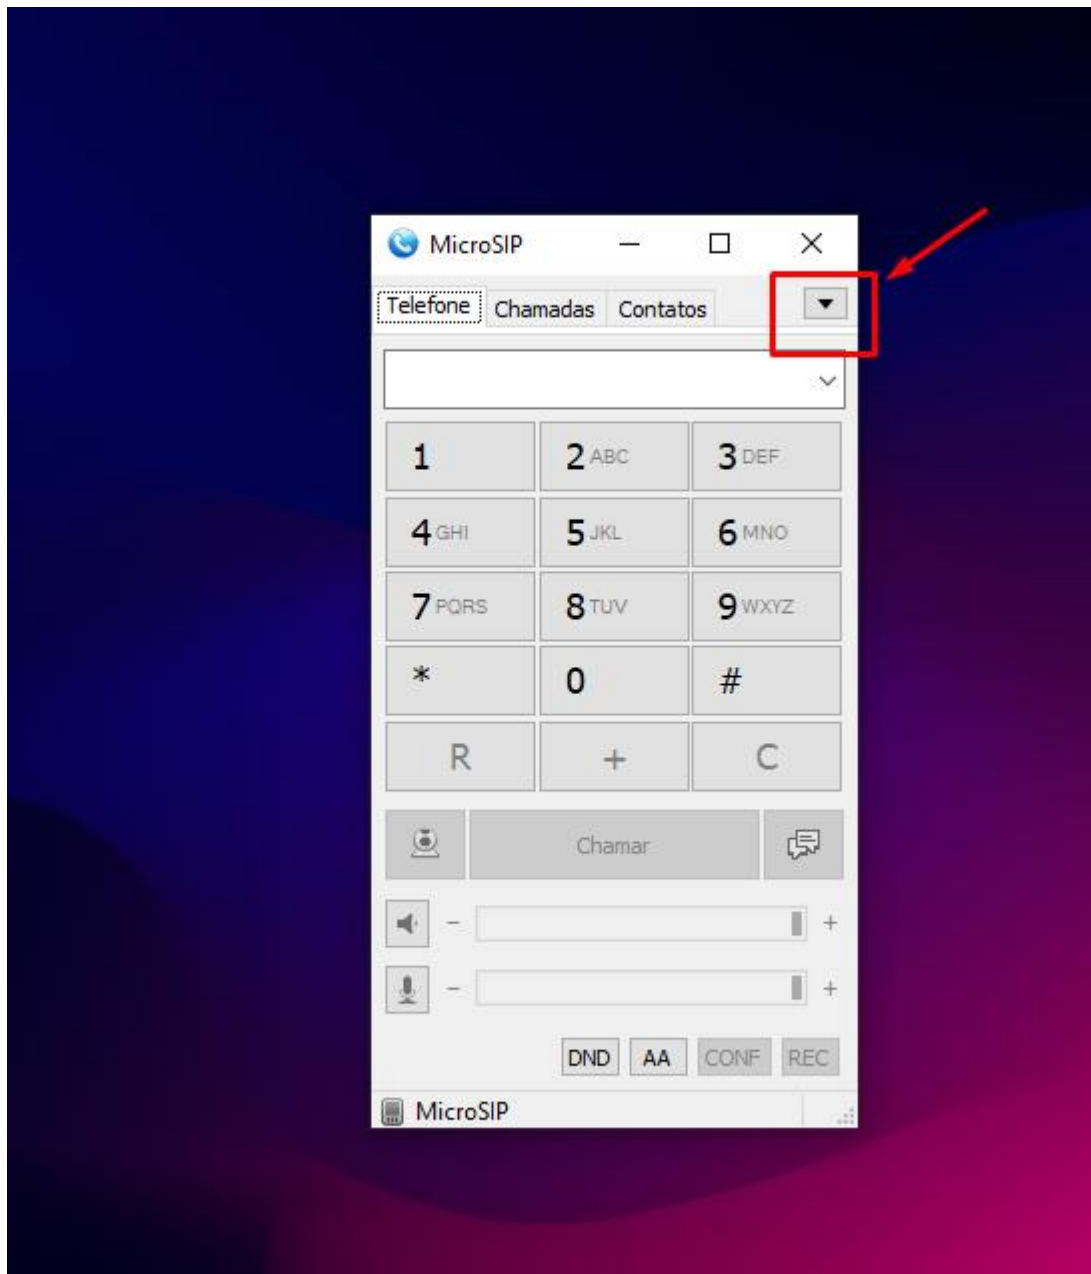 MicroSIP
Telefone Chamadas Contatos
1 2 ABC 3 DEF
4 GHI 5 JKL 6 MNO
7 PQRS 8 TUV 9 WXYZ
* 0 #
R + C
Chamar
- +
- +
DND AA CONF REC
MicroSIP